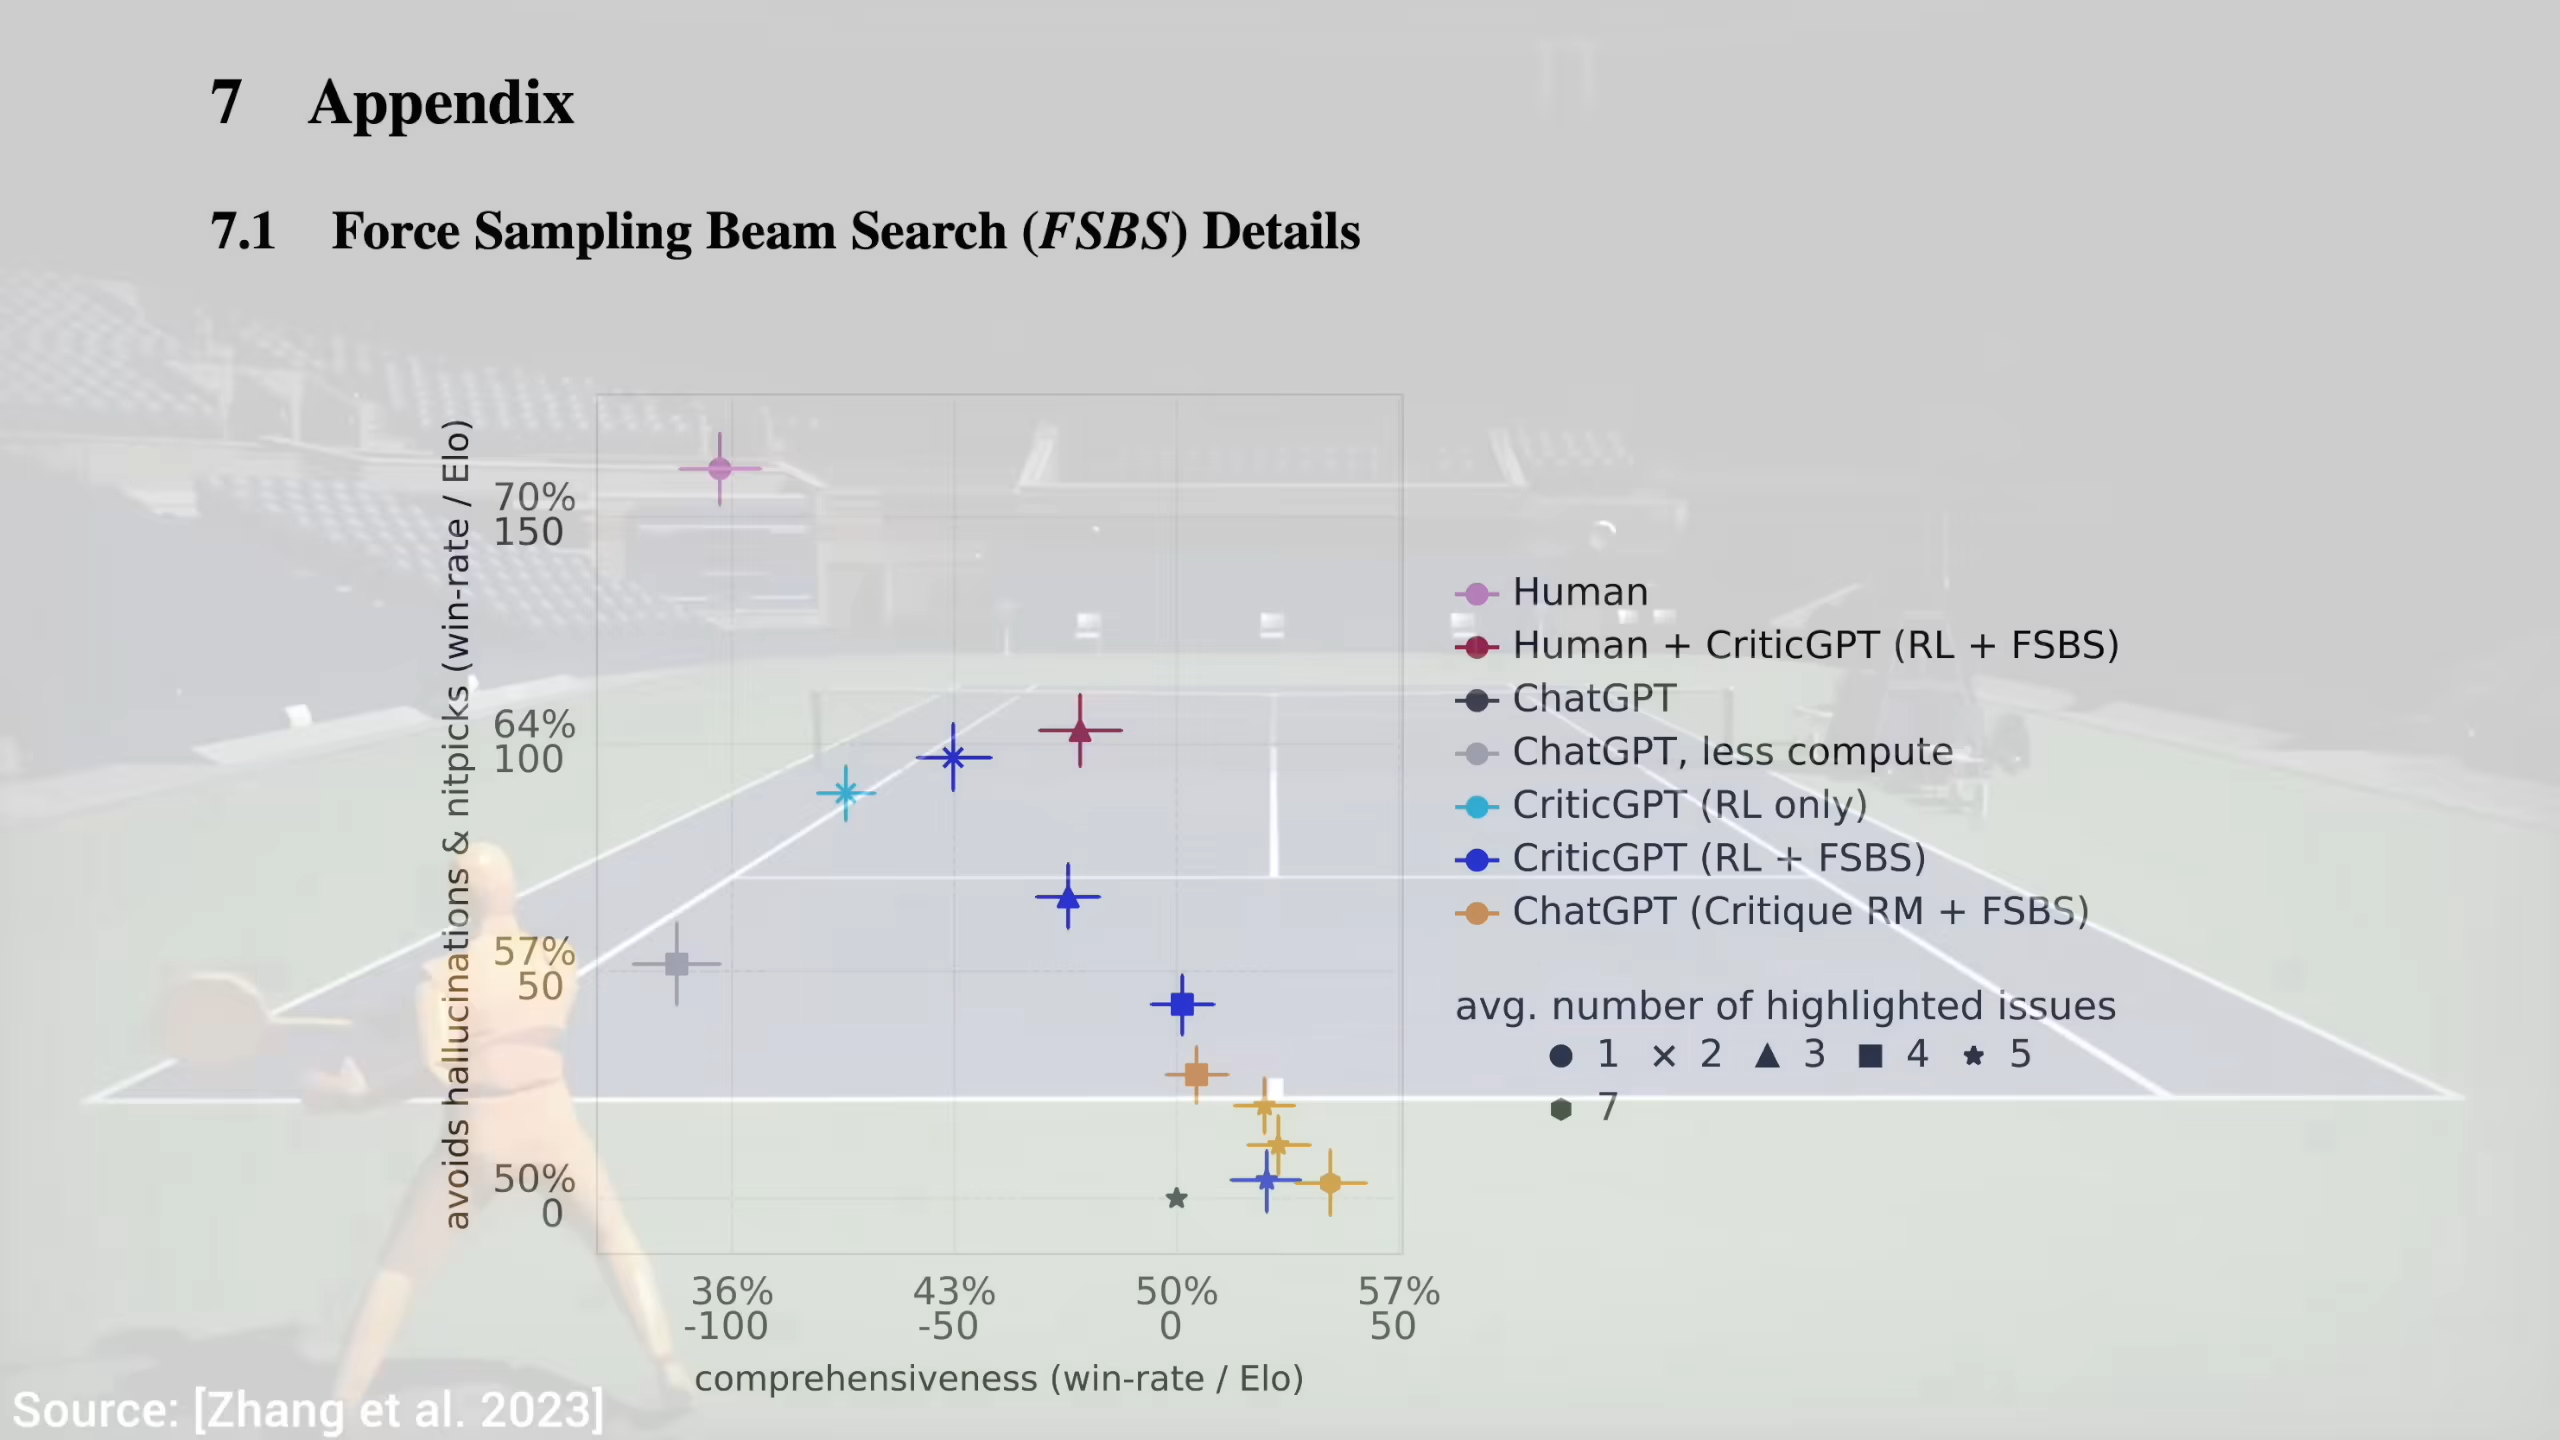 7 Appendix
7.1 Force Sampling Beam Search (FSBS) Details
avoids hallucinations & nitpicks (win-rate / Elo)
70%
150
64%
100
57%
50
50%
0
36%
-100
43%
-50
50%
0
57%
50
comprehensiveness (win-rate / Elo)
Human
Human + CriticGPT (RL + FSBS)
ChatGPT
ChatGPT, less compute
CriticGPT (RL only)
CriticGPT (RL + FSBS)
ChatGPT (Critique RM + FSBS)
avg. number of highlighted issues
1 2 3 4 5
7
Source: [Zhang et al. 2023]